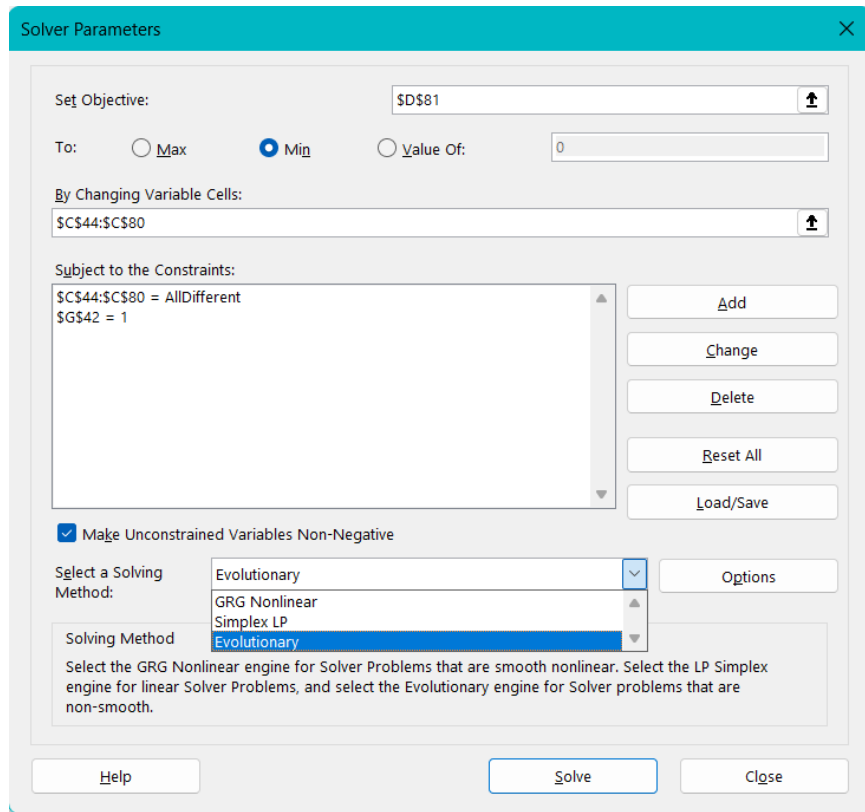 Solver Parameters
Set Objective:
$D$81
To:
Max
Min
Value Of:
0
By Changing Variable Cells:
$C$44:$C$80
Subject to the Constraints:
$C$44:$C$80 = AllDifferent
$G$42 = 1
Add
Change
Delete
Reset All
Load/Save
Make Unconstrained Variables Non-Negative
Select a Solving
Method:
Evolutionary
Options
GRG Nonlinear
Simplex LP
Evolutionary
Solving Method
Select the GRG Nonlinear engine for Solver Problems that are smooth nonlinear. Select the LP Simplex
engine for linear Solver Problems, and select the Evolutionary engine for Solver problems that are
non-smooth.
Help
Solve
Close